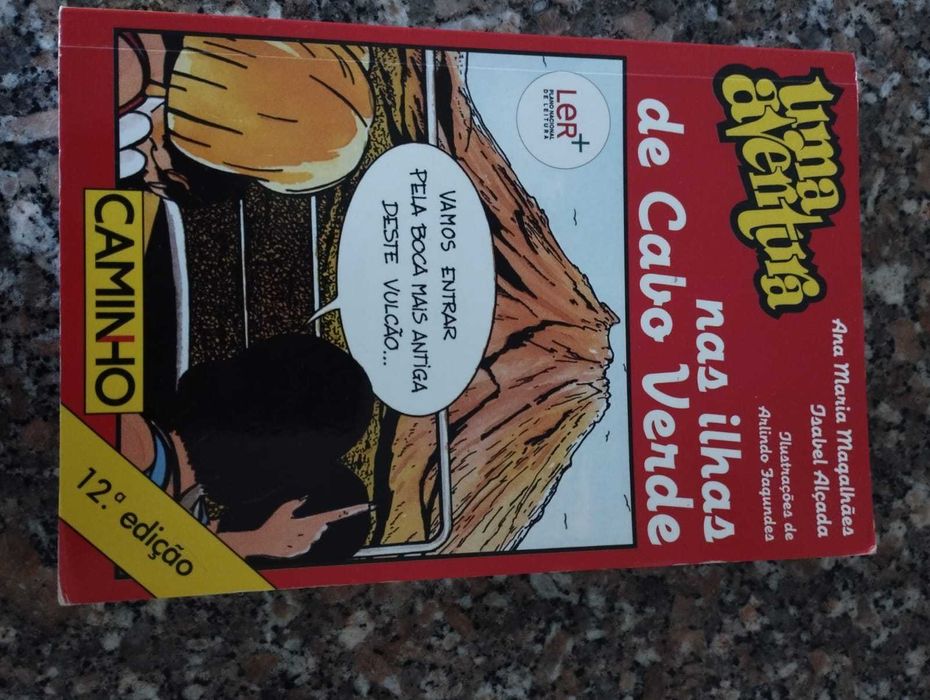 uma
aventura
Ana Maria Magalhães
Isabel Alçada
Ilustrações de
Arlindo Fagundes
nas ilhas
de Cabo Verde
LeR+
PLANO NACIONAL
DE LEITURA
VAMOS ENTRAR
PELA BOCA MAIS ANTIGA
DESTE VULCÃO...
CAMINHO
12.ª edição